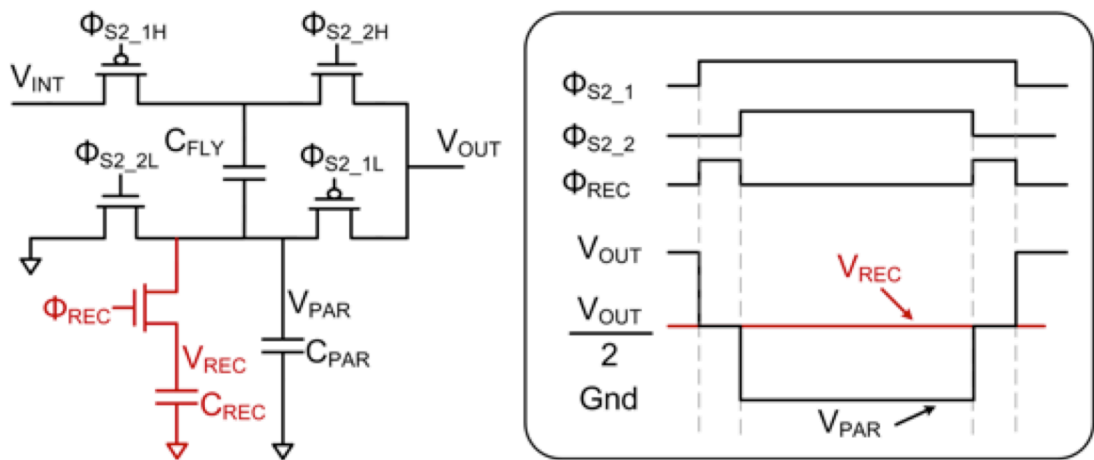 ΦS2_1H
ΦS2_2H
VINT
CFLY
VOUT
ΦS2_2L
ΦS2_1L
ΦREC
VPAR
VREC
CPAR
CREC
ΦS2_1
ΦS2_2
ΦREC
VOUT
VREC
VOUT
2
Gnd
VPAR